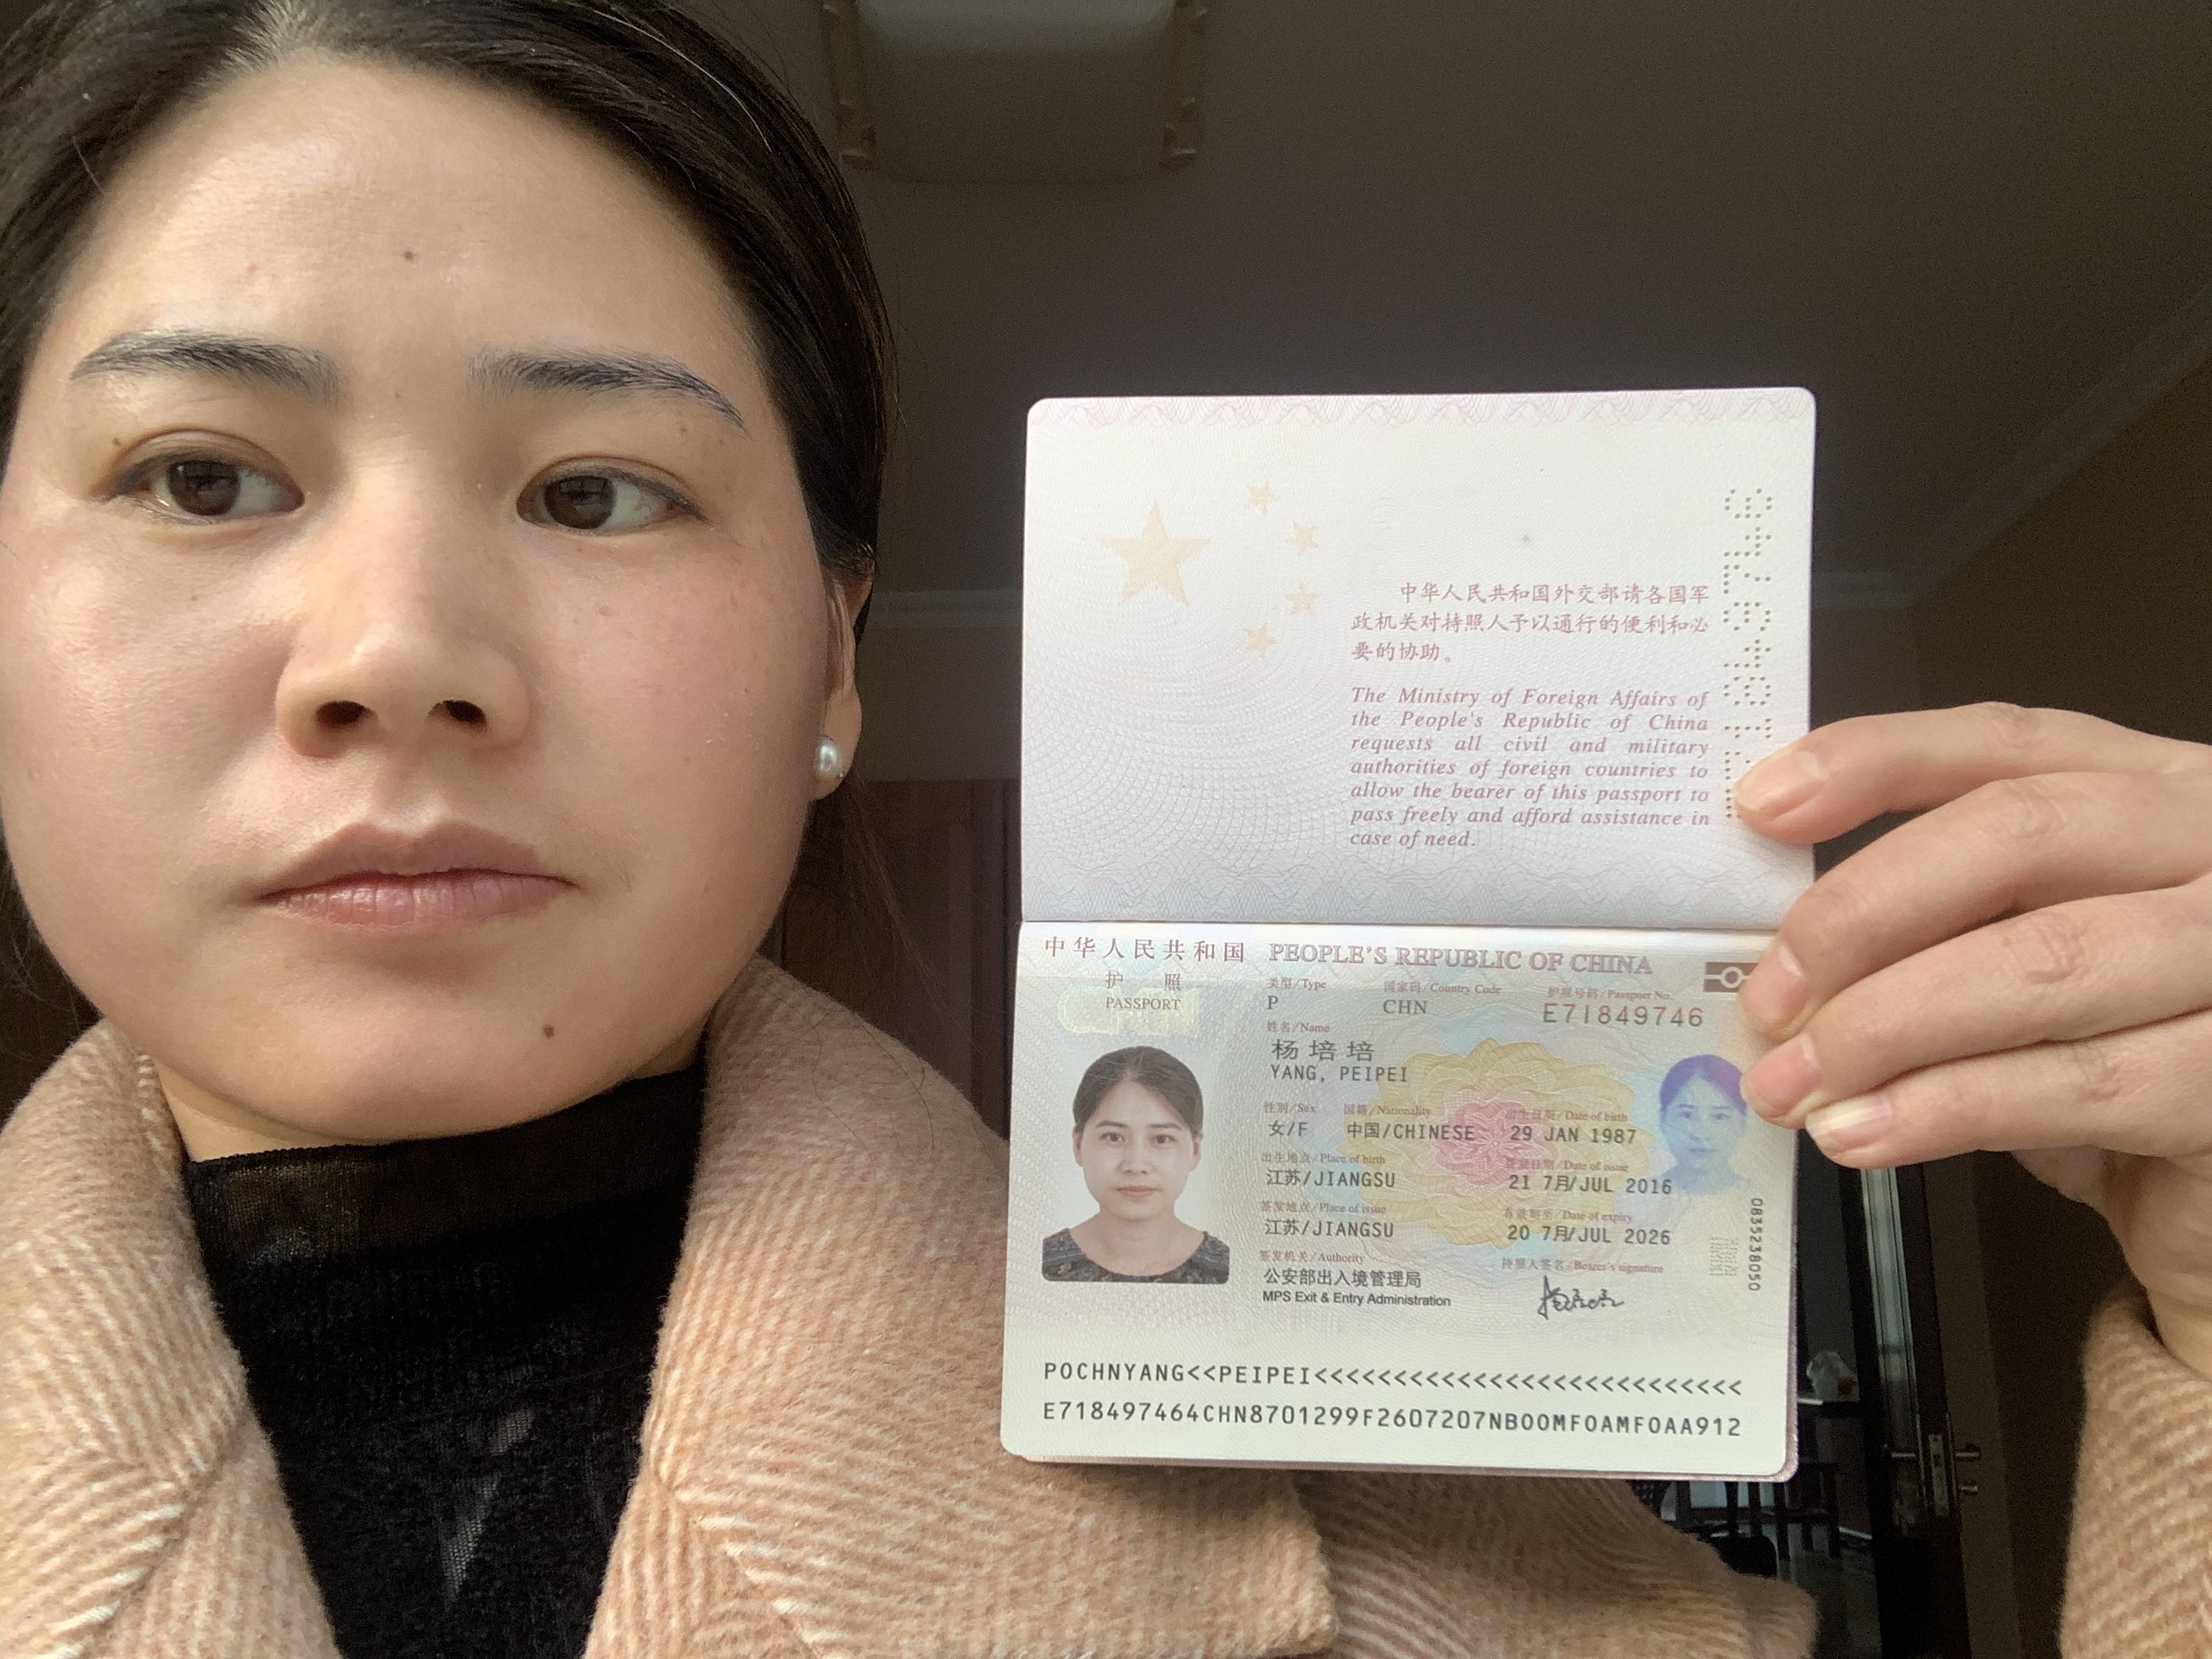 中华人民共和国外交部请各国军
政机关对持照人予以通行的便利和必
要的协助。
The Ministry of Foreign Affairs of
the People's Republic of China
requests all civil and military
authorities of foreign countries to
allow the bearer of this passport to
pass freely and afford assistance in
case of need.
中华人民共和国 PEOPLE'S REPUBLIC OF CHINA
护 照
PASSPORT
类型/Type 国家码/Country Code 护照号码/Passport No.
P CHN E71849746
姓名/Name
杨培培
YANG, PEIPEI
性别/Sex 国籍/Nationality 出生日期/Date of birth
女/F 中国/CHINESE 29 JAN 1987
出生地点/Place of birth 签发日期/Date of issue
江苏/JIANGSU 21 7月/JUL 2016
签发地点/Place of issue 有效期至/Date of expiry
江苏/JIANGSU 20 7月/JUL 2026
签发机关/Authority 持照人签名/Bearer's signature
公安部出入境管理局
MPS Exit & Entry Administration
0835238050
POCHNYANG<<PEIPEI<<<<<<<<<<<<<<<<<<<<<<<<<<<
E718497464CHN8701299F2607207NBOOMFOAMFOAA912